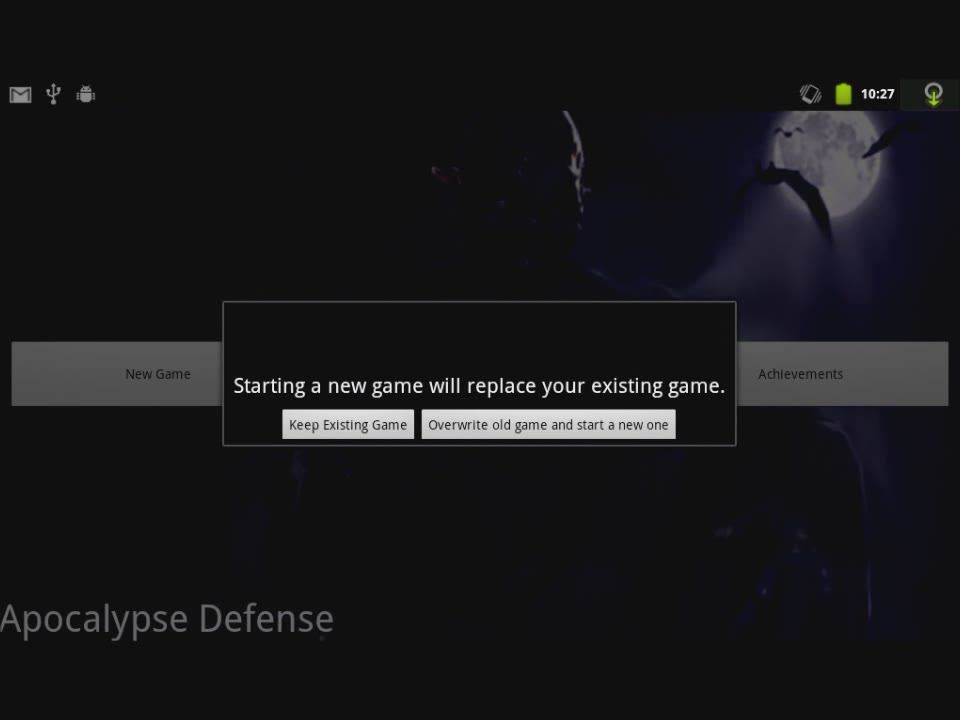 10:27
New Game
Achievements
Starting a new game will replace your existing game.
Keep Existing Game
Overwrite old game and start a new one
Apocalypse Defense